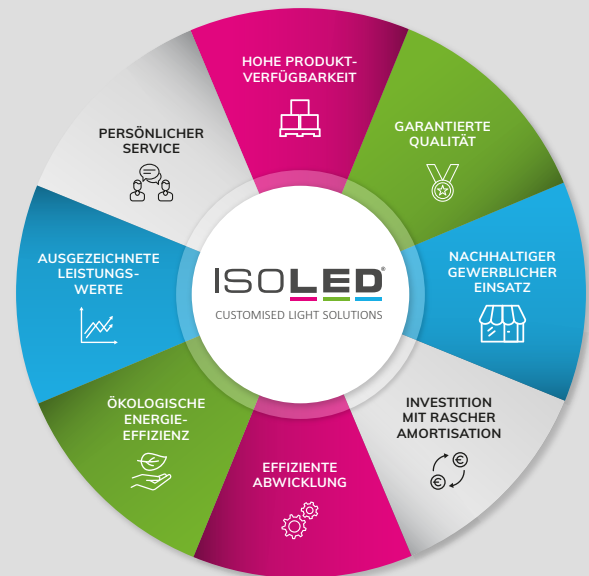 HOHE PRODUKT-
VERFÜGBARKEIT
GARANTIERTE
QUALITÄT
NACHHALTIGER
GEWERBLICHER
EINSATZ
INVESTITION
MIT RASCHER
AMORTISATION
EFFIZIENTE
ABWICKLUNG
ÖKOLOGISCHE
ENERGIE-
EFFIZIENZ
AUSGEZEICHNETE
LEISTUNGS-
WERTE
PERSÖNLICHER
SERVICE
ISOLED®
CUSTOMISED LIGHT SOLUTIONS